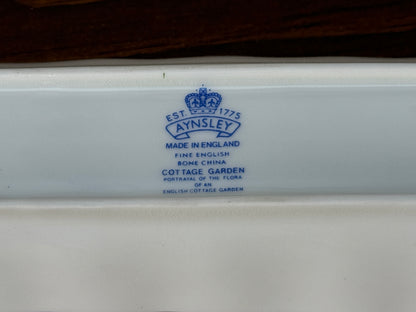 EST. 1775
AYNSLEY
MADE IN ENGLAND
FINE ENGLISH
BONE CHINA
COTTAGE GARDEN
PORTRAYAL OF THE FLORA
OF AN
ENGLISH COTTAGE GARDEN